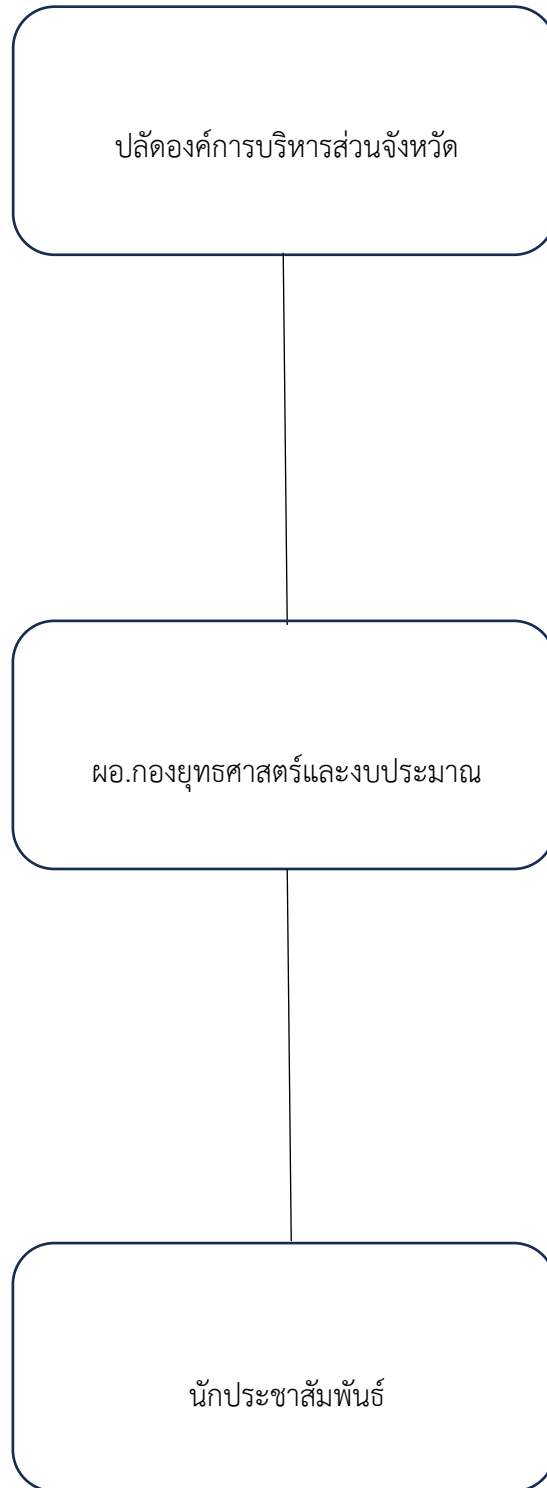 ปลัดองค์การบริหารส่วนจังหวัด
ผอ.กองยุทธศาสตร์และงบประมาณ
นักประชาสัมพันธ์